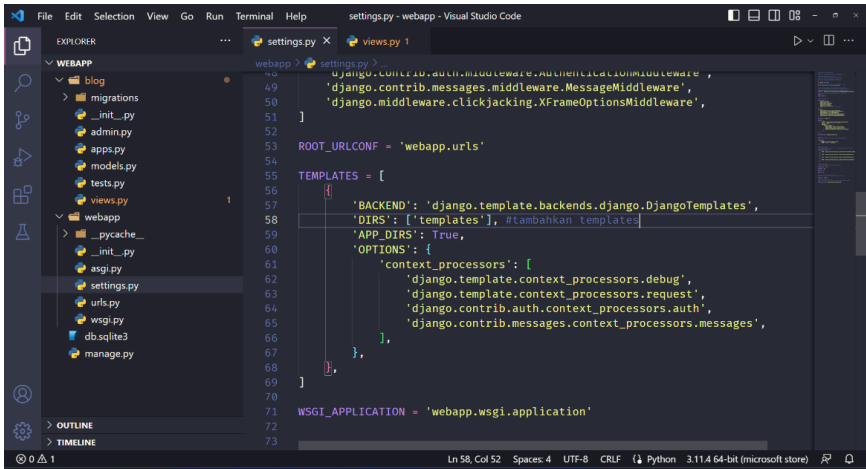 File Edit Selection View Go Run Terminal Help settings.py - webapp - Visual Studio Code
EXPLORER
WEBAPP
blog
migrations
__init__.py
admin.py
apps.py
models.py
tests.py
views.py 1
webapp
__pycache__
__init__.py
asgi.py
settings.py
urls.py
wsgi.py
db.sqlite3
manage.py
OUTLINE
TIMELINE
settings.py views.py 1
webapp > settings.py > ...
48 'django.contrib.auth.middleware.AuthenticationMiddleware',
49 'django.contrib.messages.middleware.MessageMiddleware',
50 'django.middleware.clickjacking.XFrameOptionsMiddleware',
51 ]
52
53 ROOT_URLCONF = 'webapp.urls'
54
55 TEMPLATES = [
56 {
57 'BACKEND': 'django.template.backends.django.DjangoTemplates',
58 'DIRS': ['templates'], #tambahkan templates
59 'APP_DIRS': True,
60 'OPTIONS': {
61 'context_processors': [
62 'django.template.context_processors.debug',
63 'django.template.context_processors.request',
64 'django.contrib.auth.context_processors.auth',
65 'django.contrib.messages.context_processors.messages',
66 ],
67 },
68 },
69 ]
70
71 WSGI_APPLICATION = 'webapp.wsgi.application'
72
73
0 1 Ln 58, Col 52 Spaces: 4 UTF-8 CRLF Python 3.11.4 64-bit (microsoft store)